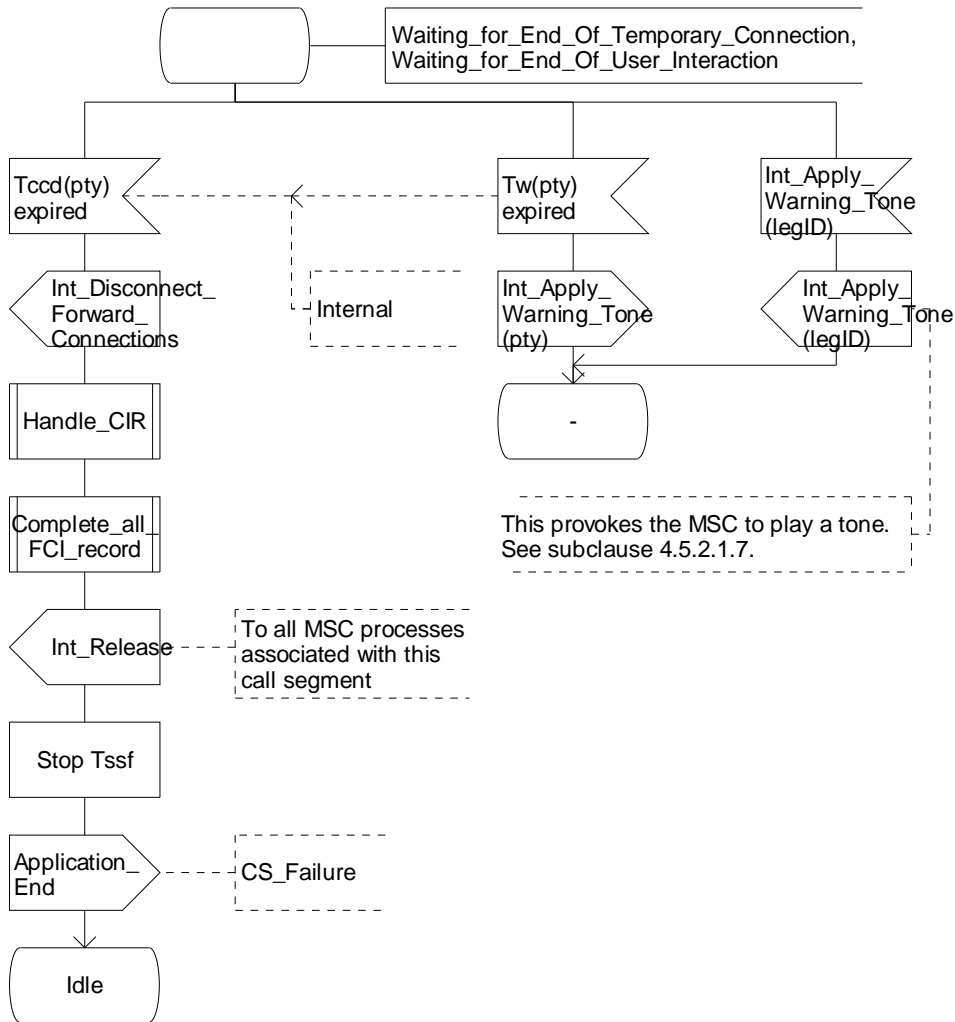 Waiting_for_End_Of_Temporary_Connection,
Waiting_for_End_Of_User_Interaction
Tccd(pty)
expired
Tw(pty)
expired
Int_Apply_
Warning_Tone
(legID)
Int_Disconnect_
Forward_
Connections
Internal
Int_Apply_
Warning_Tone
(pty)
Int_Apply_
Warning_Tone
(legID)
Handle_CIR
-
Complete_all_
FCI_record
This provokes the MSC to play a tone.
See subclause 4.5.2.1.7.
Int_Release
To all MSC processes
associated with this
call segment
Stop Tssf
Application_
End
CS_Failure
Idle